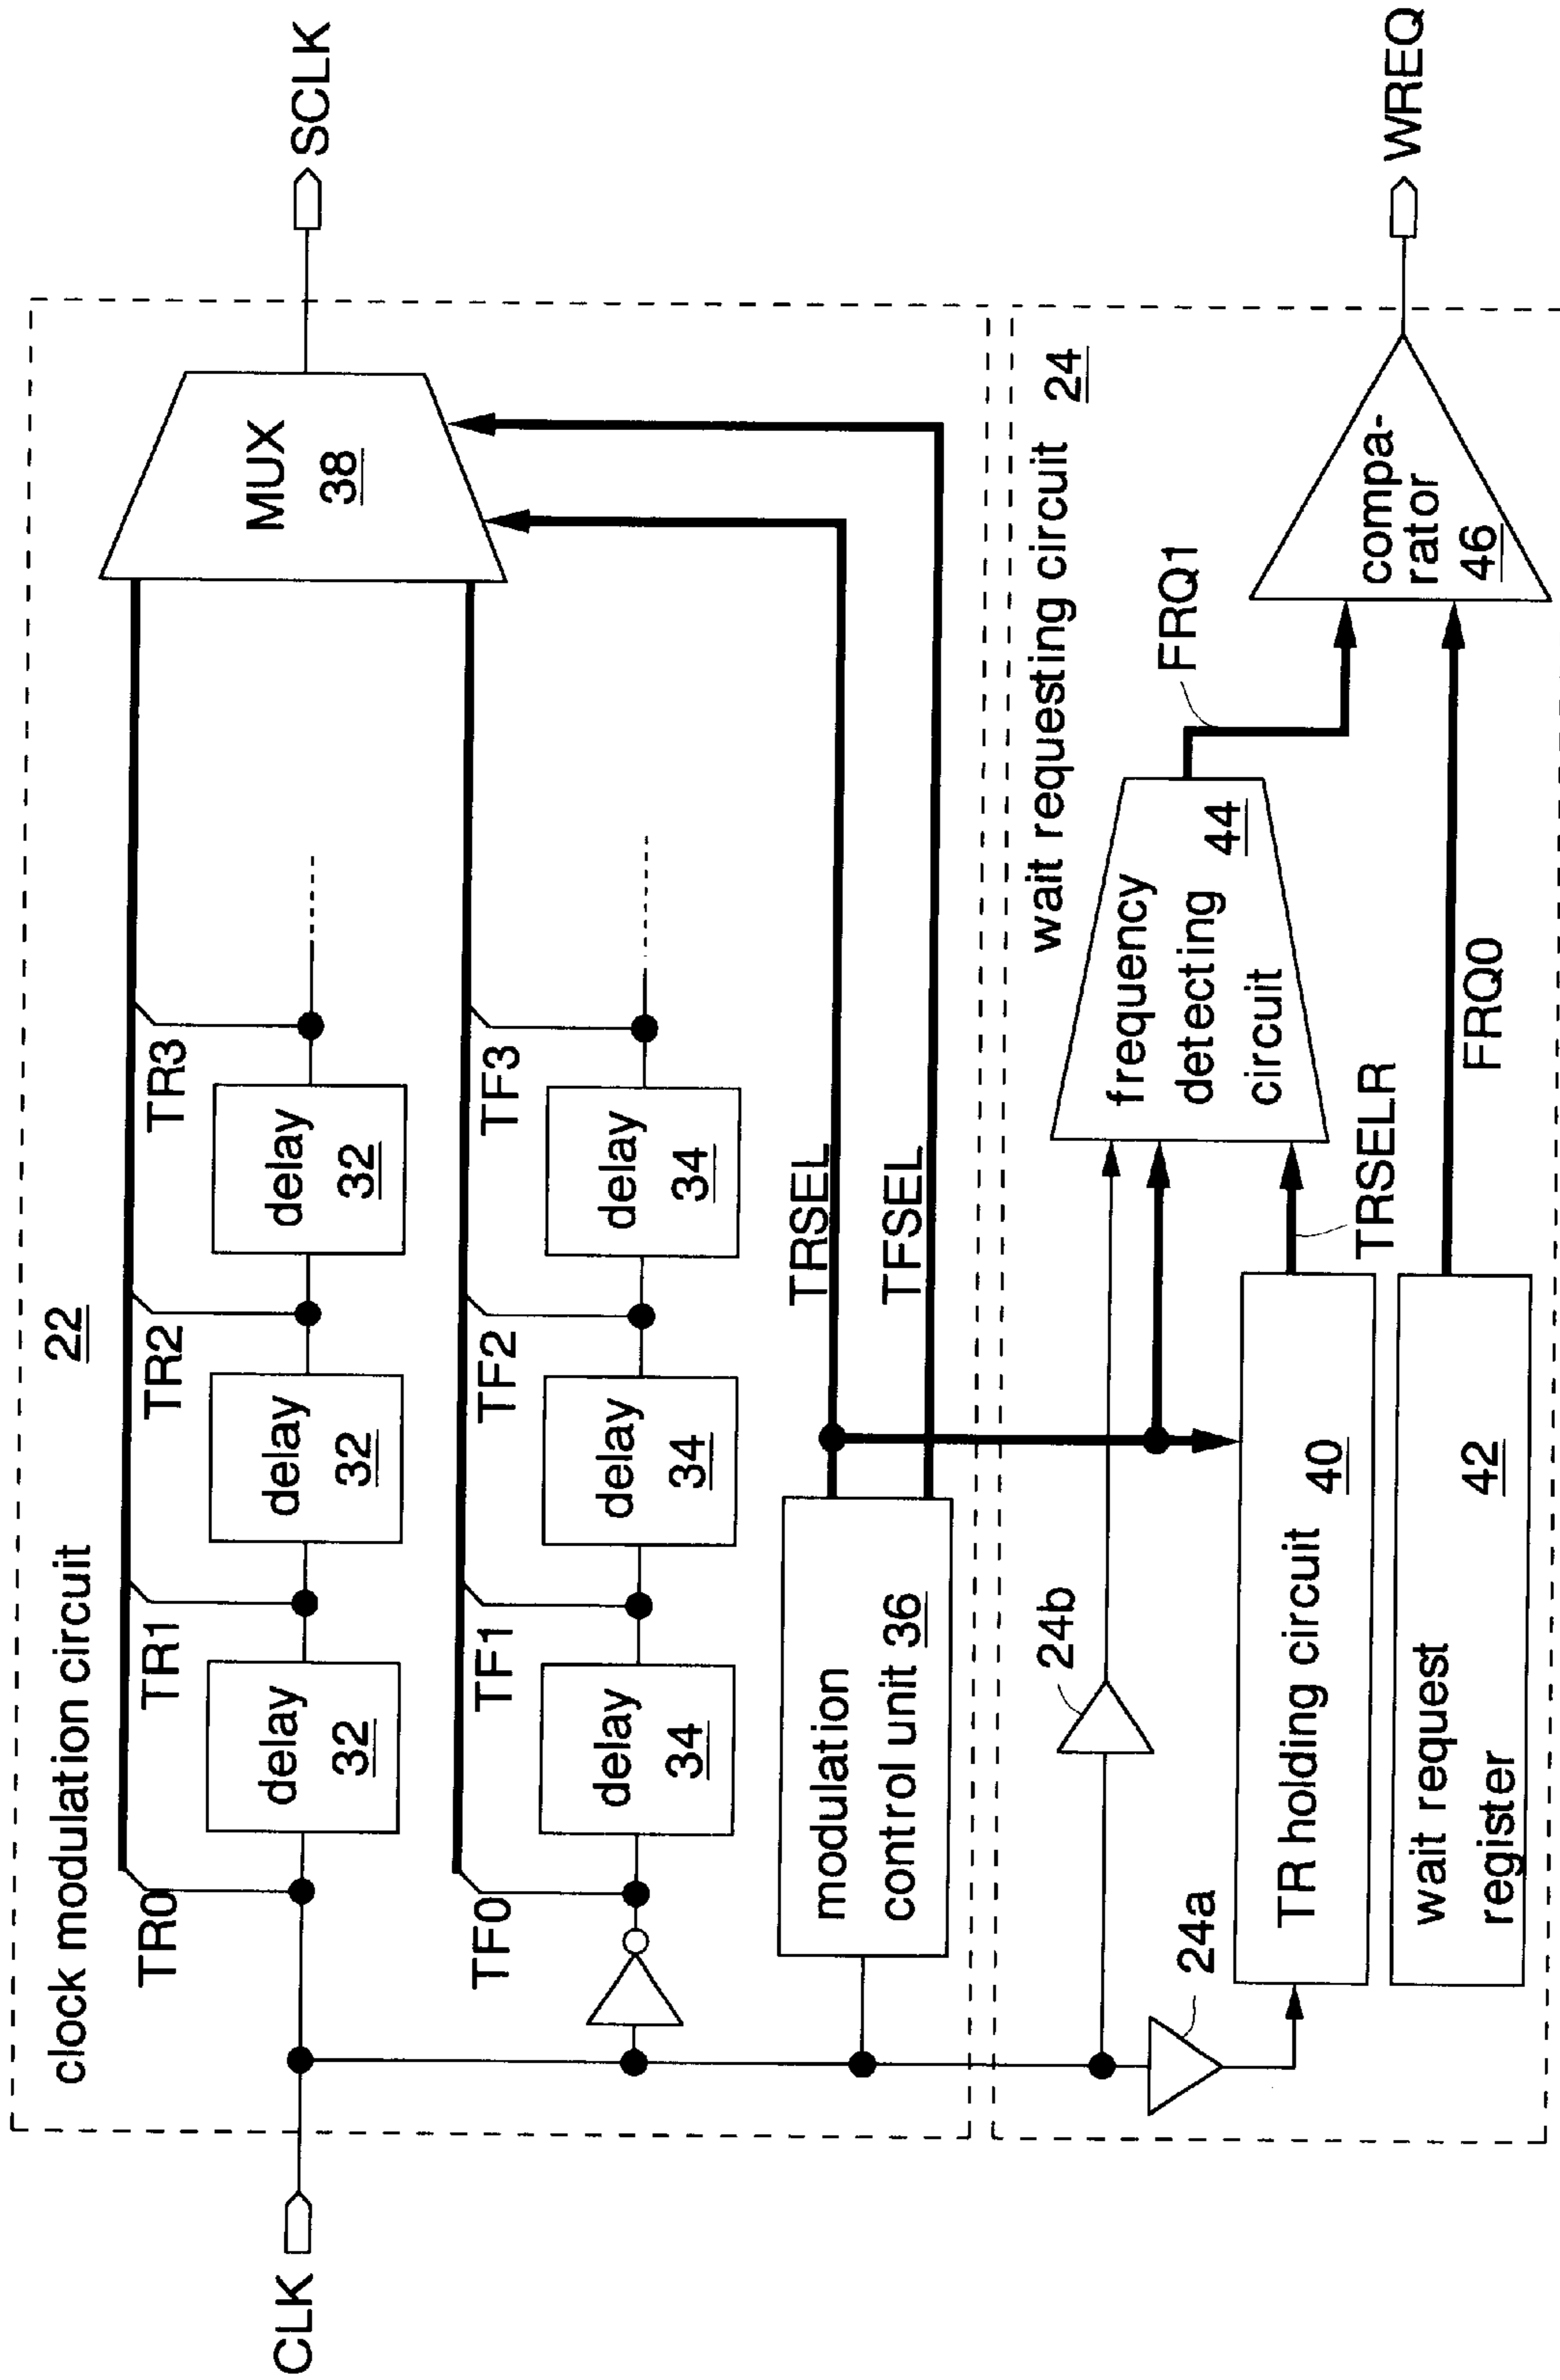 clock modulation circuit
22
TR0
TR1
TR2
TR3
delay
32
delay
32
delay
32
MUX
38
SCLK
CLK
TF0
TF1
TF2
TF3
delay
34
delay
34
delay
34
modulation
control unit 36
TRSEL
TFSEL
wait requesting circuit 24
24b
24a
frequency
detecting
circuit
44
FRQ1
TR holding circuit
40
TRSELR
wait request
register
42
FRQ0
compa-
rator
46
WREQ